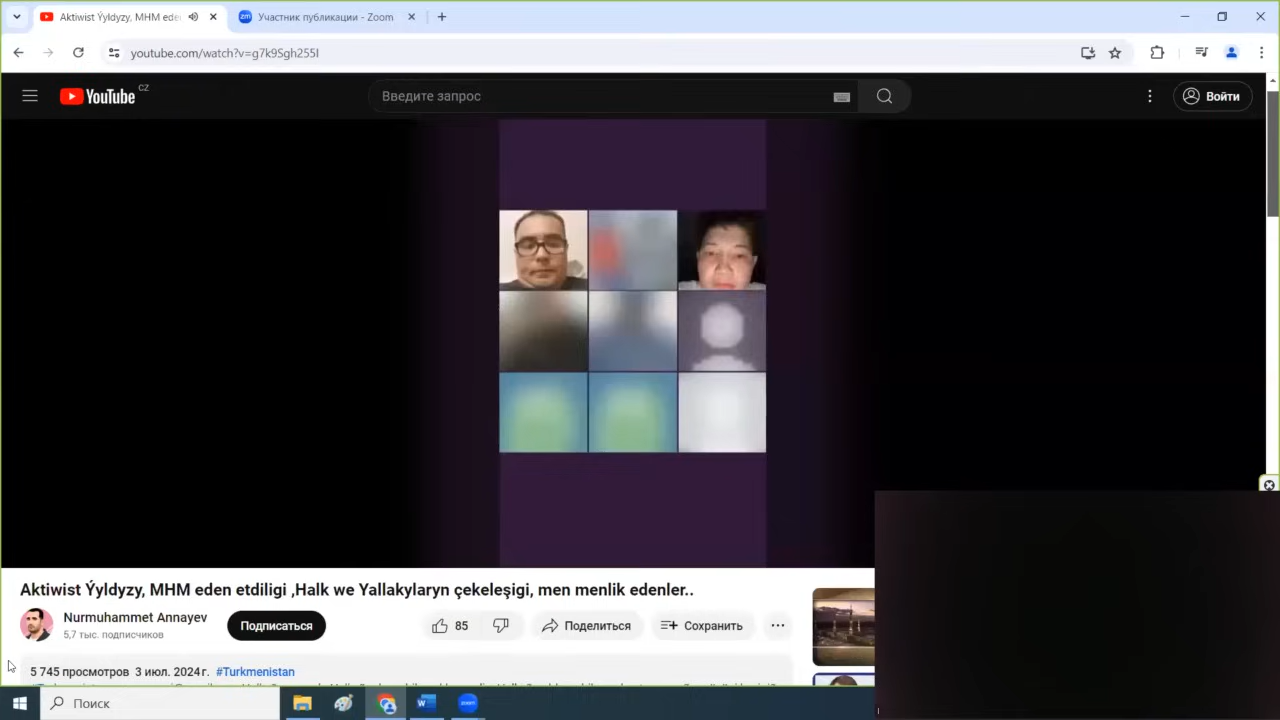 Aktiwist Ýyldyzy, MHM eden
Участник публикации - Zoom
youtube.com/watch?v=g7k9Sgh255I
YouTube CZ
Введите запрос
Войти
Aktiwist Ýyldyzy, MHM eden etdiligi ,Halk we Yallakylaryn çekeleşigi, men menlik edenler..
Nurmuhammet Annayev
5,7 тыс. подписчиков
Подписаться
85
Поделиться
Сохранить
5 745 просмотров 3 июл. 2024 г. #Turkmenistan
Поиск